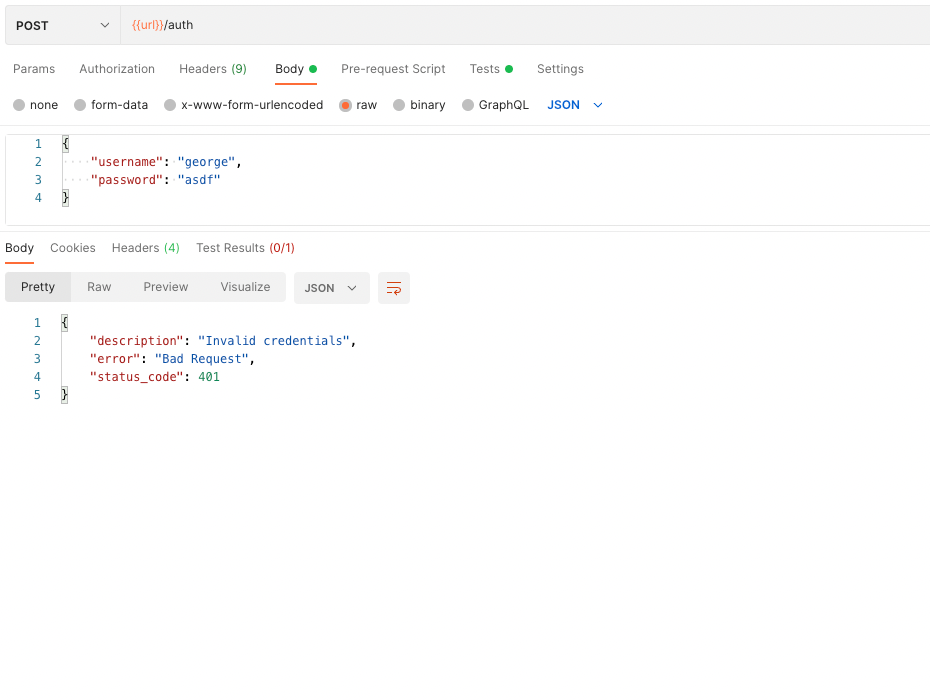 POST {{url}}/auth
Params Authorization Headers (9) Body Pre-request Script Tests Settings
none form-data x-www-form-urlencoded raw binary GraphQL JSON
1 {
2 "username": "george",
3 "password": "asdf"
4 }
Body Cookies Headers (4) Test Results (0/1)
Pretty Raw Preview Visualize JSON
1 {
2 "description": "Invalid credentials",
3 "error": "Bad Request",
4 "status_code": 401
5 }